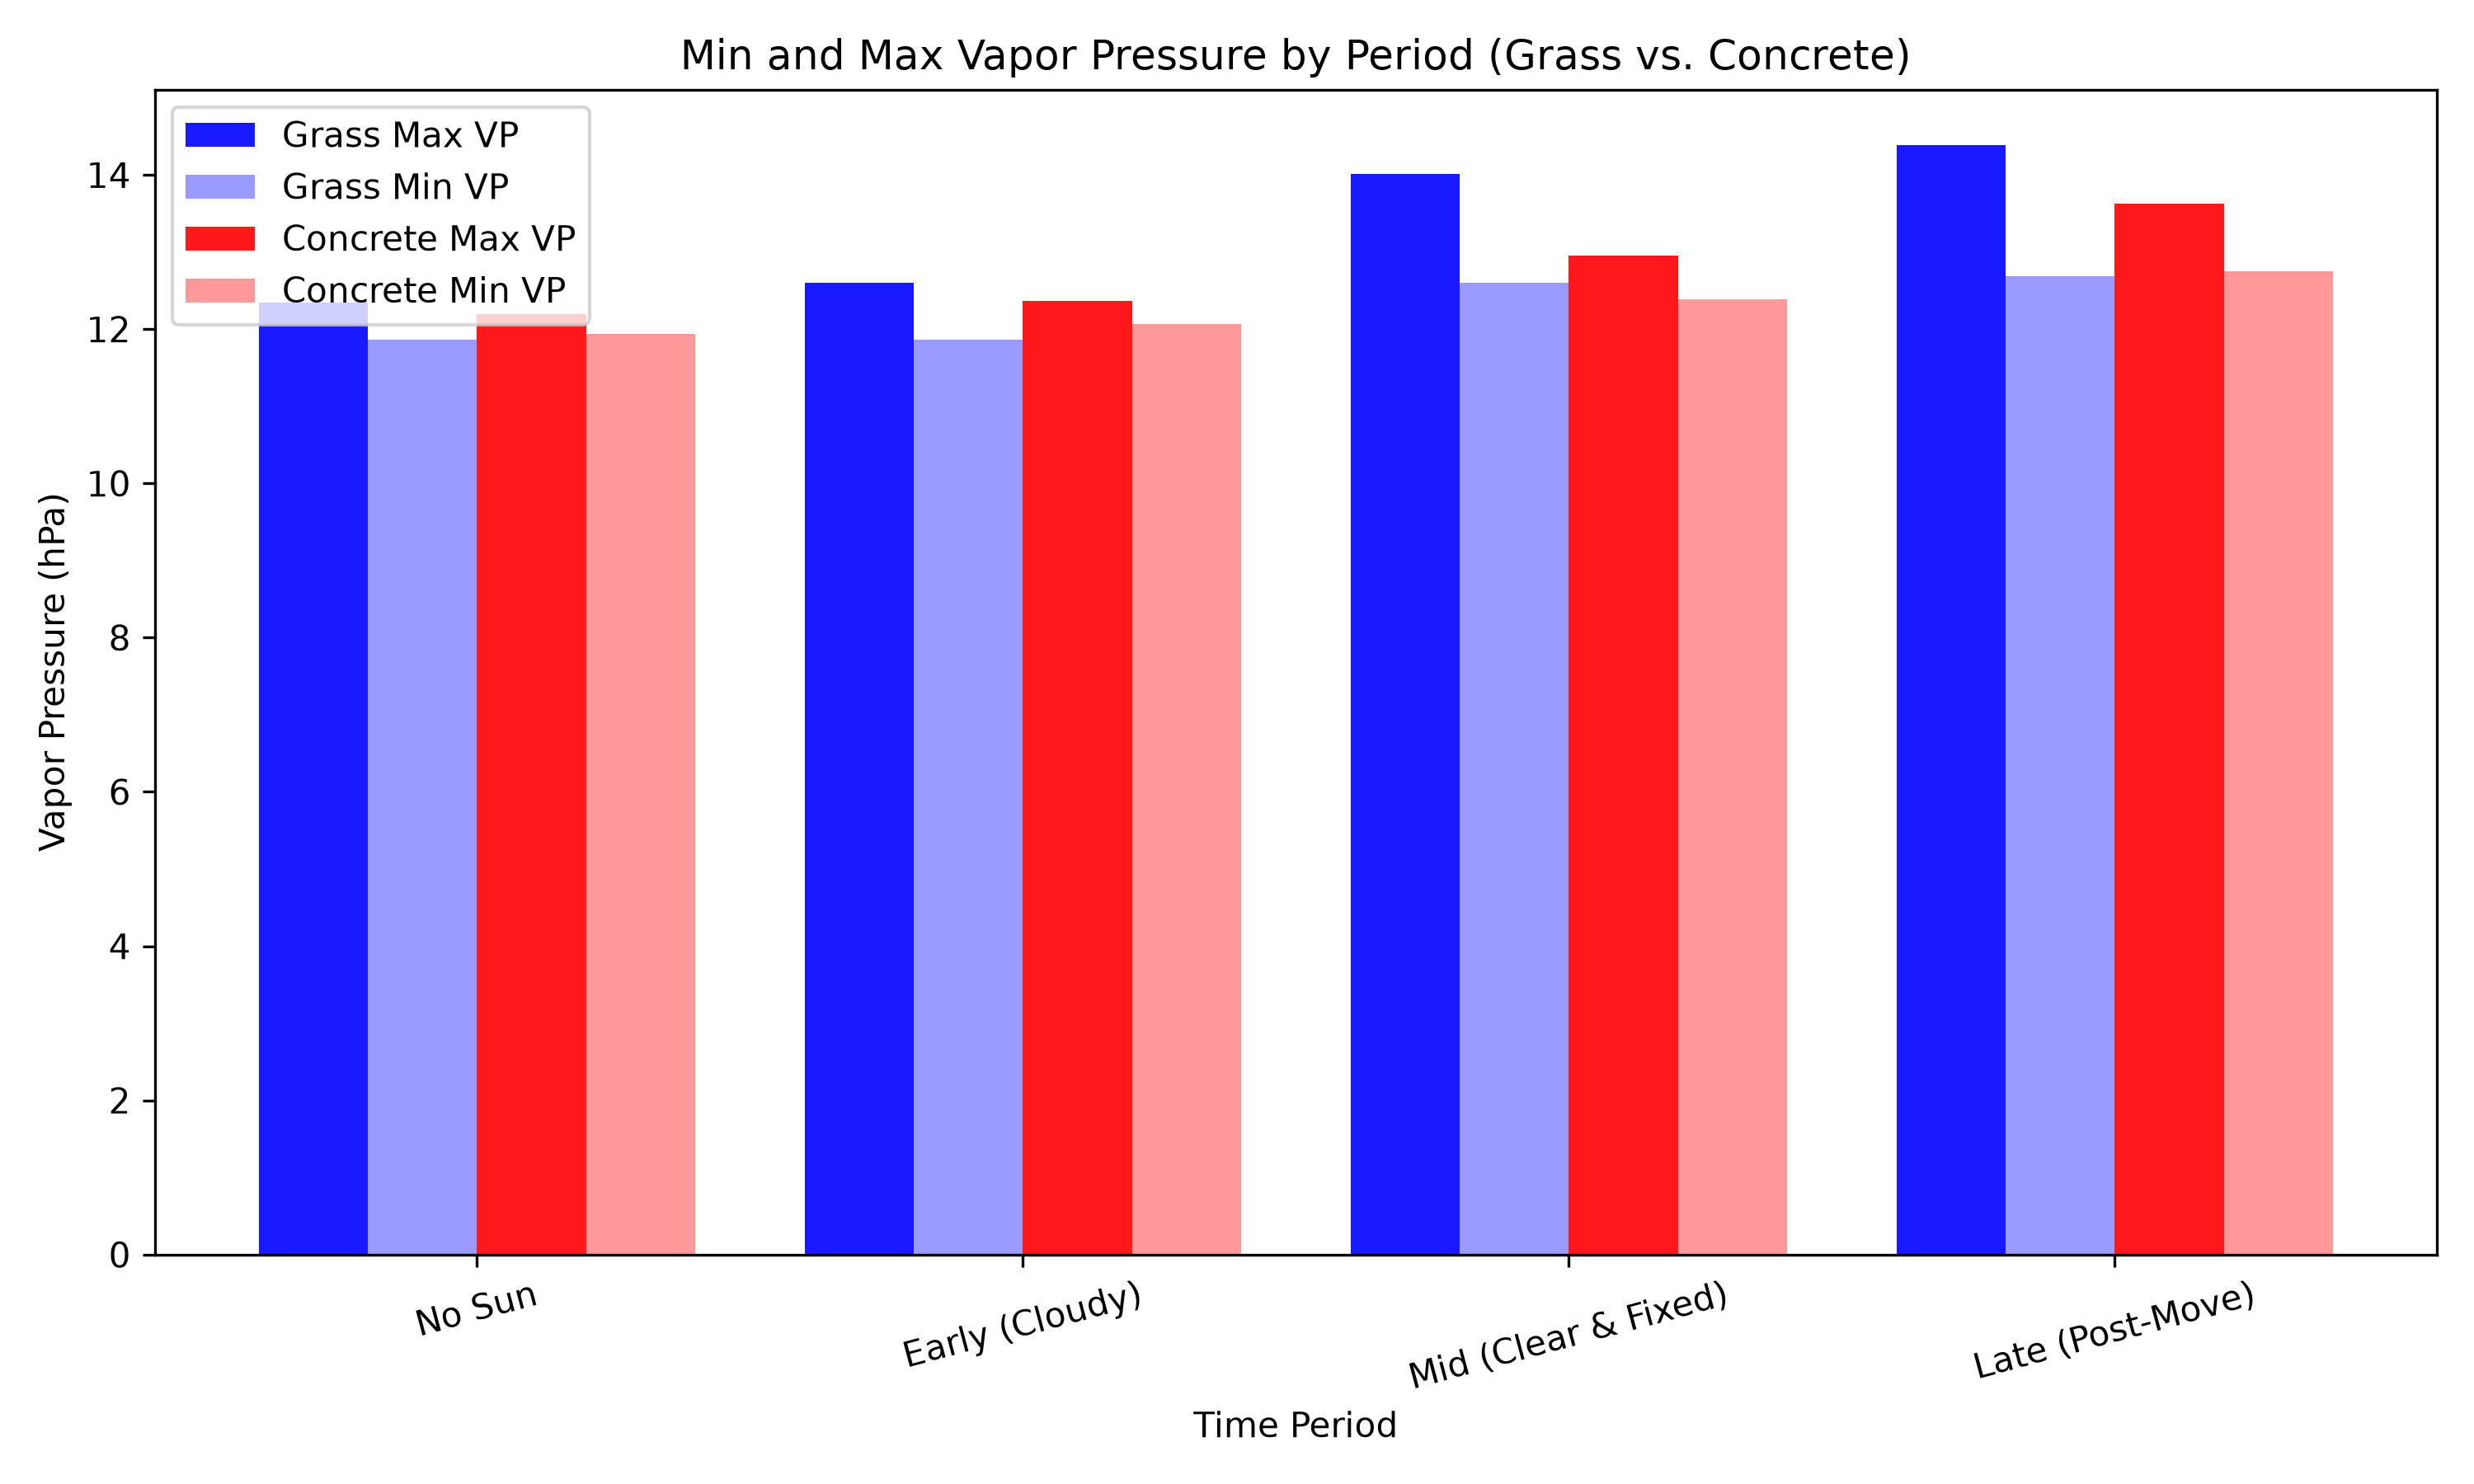 Min and Max Vapor Pressure by Period (Grass vs. Concrete)
Grass Max VP
Grass Min VP
Concrete Max VP
Concrete Min VP
Vapor Pressure (hPa)
14
12
10
8
6
4
2
0
No Sun
Early (Cloudy)
Mid (Clear & Fixed)
Late (Post-Move)
Time Period